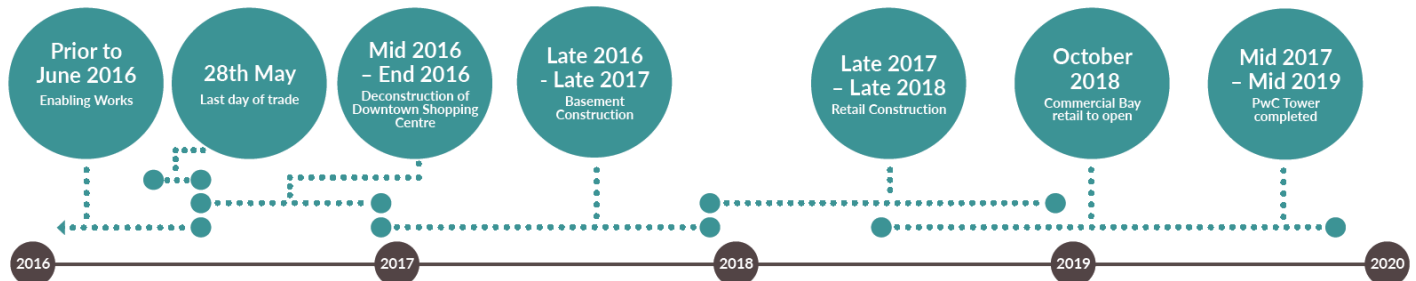 Prior to
June 2016
Enabling Works
28th May
Last day of trade
Mid 2016
– End 2016
Deconstruction of
Downtown Shopping
Centre
Late 2016
- Late 2017
Basement
Construction
Late 2017
– Late 2018
Retail Construction
October
2018
Commercial Bay
retail to open
Mid 2017
– Mid 2019
PwC Tower
completed
2016
2017
2018
2019
2020